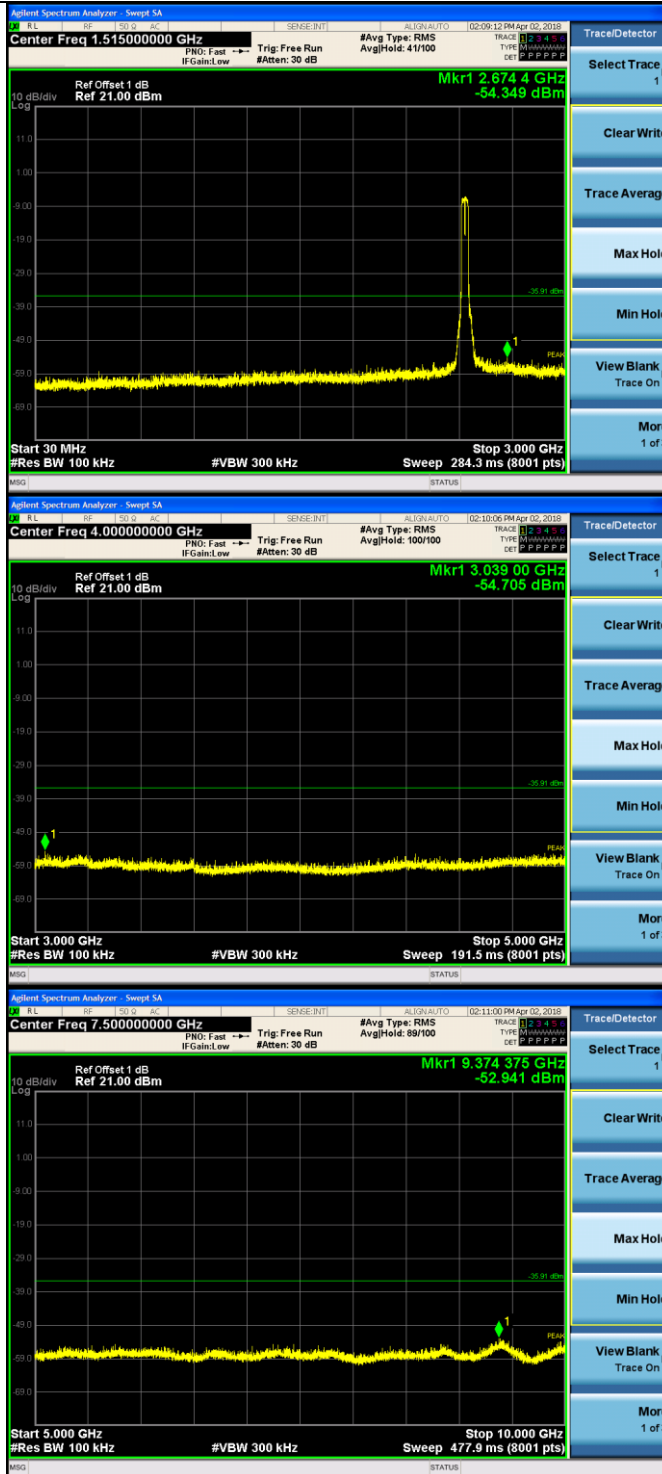 Agilent Spectrum Analyzer - Swept SA
RL RF 50 Ω AC SENSE:INT ALIGNAUTO 02:09:12 PM Apr 02, 2018
Center Freq 1.515000000 GHz #Avg Type: RMS TRACE 1 2 3 4 5 6
PNO: Fast Trig: Free Run Avg|Hold: 41/100 TYPE M
IFGain:Low #Atten: 30 dB DET P P P P P P
Trace/Detector
Select Trace
1
Clear Write
Trace Average
Max Hold
Min Hold
View Blank
Trace On
More
1 of
Mkr1 2.674 4 GHz
Ref Offset 1 dB
10 dB/div Ref 21.00 dBm -54.349 dBm
Log
11.0
1.00
-9.00
-19.0
-29.0
-35.91 dBm
-39.0
-49.0
1
PEAK
-59.0
-69.0
Start 30 MHz Stop 3.000 GHz
#Res BW 100 kHz #VBW 300 kHz Sweep 284.3 ms (8001 pts)
MSG STATUS
Agilent Spectrum Analyzer - Swept SA
RL RF 50 Ω AC SENSE:INT ALIGNAUTO 02:10:06 PM Apr 02, 2018
Center Freq 4.000000000 GHz #Avg Type: RMS TRACE 1 2 3 4 5 6
PNO: Fast Trig: Free Run Avg|Hold: 100/100 TYPE M
IFGain:Low #Atten: 30 dB DET P P P P P P
Trace/Detector
Select Trace
1
Clear Write
Trace Average
Max Hold
Min Hold
View Blank
Trace On
More
1 of
Mkr1 3.039 00 GHz
Ref Offset 1 dB
10 dB/div Ref 21.00 dBm -54.705 dBm
Log
11.0
1.00
-9.00
-19.0
-29.0
-35.91 dBm
-39.0
-49.0
1
PEAK
-59.0
-69.0
Start 3.000 GHz Stop 5.000 GHz
#Res BW 100 kHz #VBW 300 kHz Sweep 191.5 ms (8001 pts)
MSG STATUS
Agilent Spectrum Analyzer - Swept SA
RL RF 50 Ω AC SENSE:INT ALIGNAUTO 02:11:00 PM Apr 02, 2018
Center Freq 7.500000000 GHz #Avg Type: RMS TRACE 1 2 3 4 5 6
PNO: Fast Trig: Free Run Avg|Hold: 89/100 TYPE M
IFGain:Low #Atten: 30 dB DET P P P P P P
Trace/Detector
Select Trace
1
Clear Write
Trace Average
Max Hold
Min Hold
View Blank
Trace On
More
1 of
Mkr1 9.374 375 GHz
Ref Offset 1 dB
10 dB/div Ref 21.00 dBm -52.941 dBm
Log
11.0
1.00
-9.00
-19.0
-29.0
-35.91 dBm
-39.0
-49.0
1
PEAK
-59.0
-69.0
Start 5.000 GHz Stop 10.000 GHz
#Res BW 100 kHz #VBW 300 kHz Sweep 477.9 ms (8001 pts)
MSG STATUS